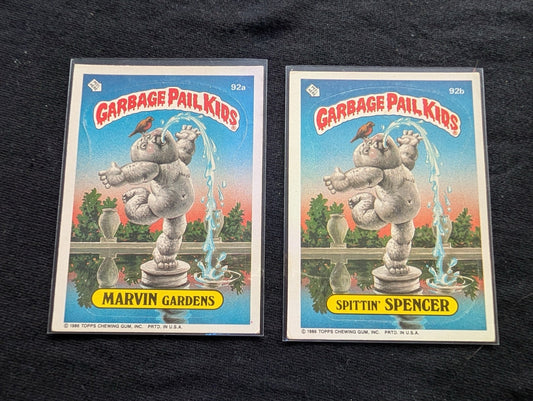 92a
GARBAGE PAIL KIDS
MARVIN GARDENS
© 1986 TOPPS CHEWING GUM, INC. PRTD. IN U.S.A.
92b
GARBAGE PAIL KIDS
SPITTIN' SPENCER
© 1986 TOPPS CHEWING GUM, INC. PRTD. IN U.S.A.